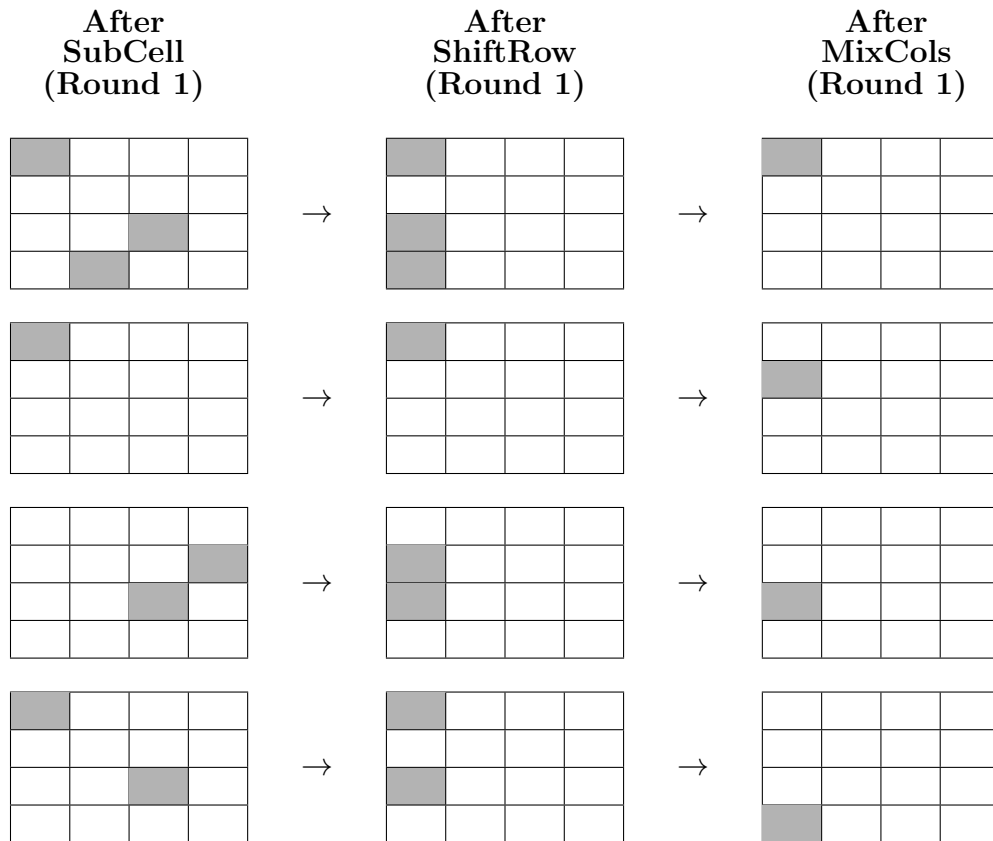 After
SubCell
(Round 1)
After
ShiftRow
(Round 1)
After
MixCols
(Round 1)
→ →
→ →
→ →
→ →